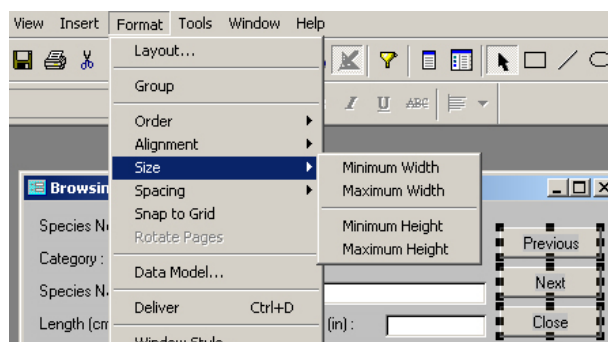 View Insert Format Tools Window Help
Layout...
Group
I U ABC
Order
Alignment
Size
Minimum Width
Spacing
Maximum Width
Snap to Grid
Minimum Height
Rotate Pages
Maximum Height
Data Model...
Deliver Ctrl+D
Browsin
Species N
Category :
Species N
Length (cm
(in) :
Previous
Next
Close